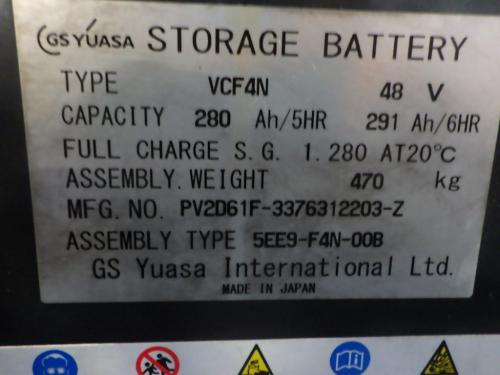 GS YUASA STORAGE BATTERY
TYPE VCF4N 48 V
CAPACITY 280 Ah/5HR 291 Ah/6HR
FULL CHARGE S.G. 1.280 AT20℃
ASSEMBLY.WEIGHT 470 kg
MFG.NO. PV2D61F-3376312203-Z
ASSEMBLY TYPE 5EE9-F4N-00B
GS Yuasa International Ltd.
MADE IN JAPAN